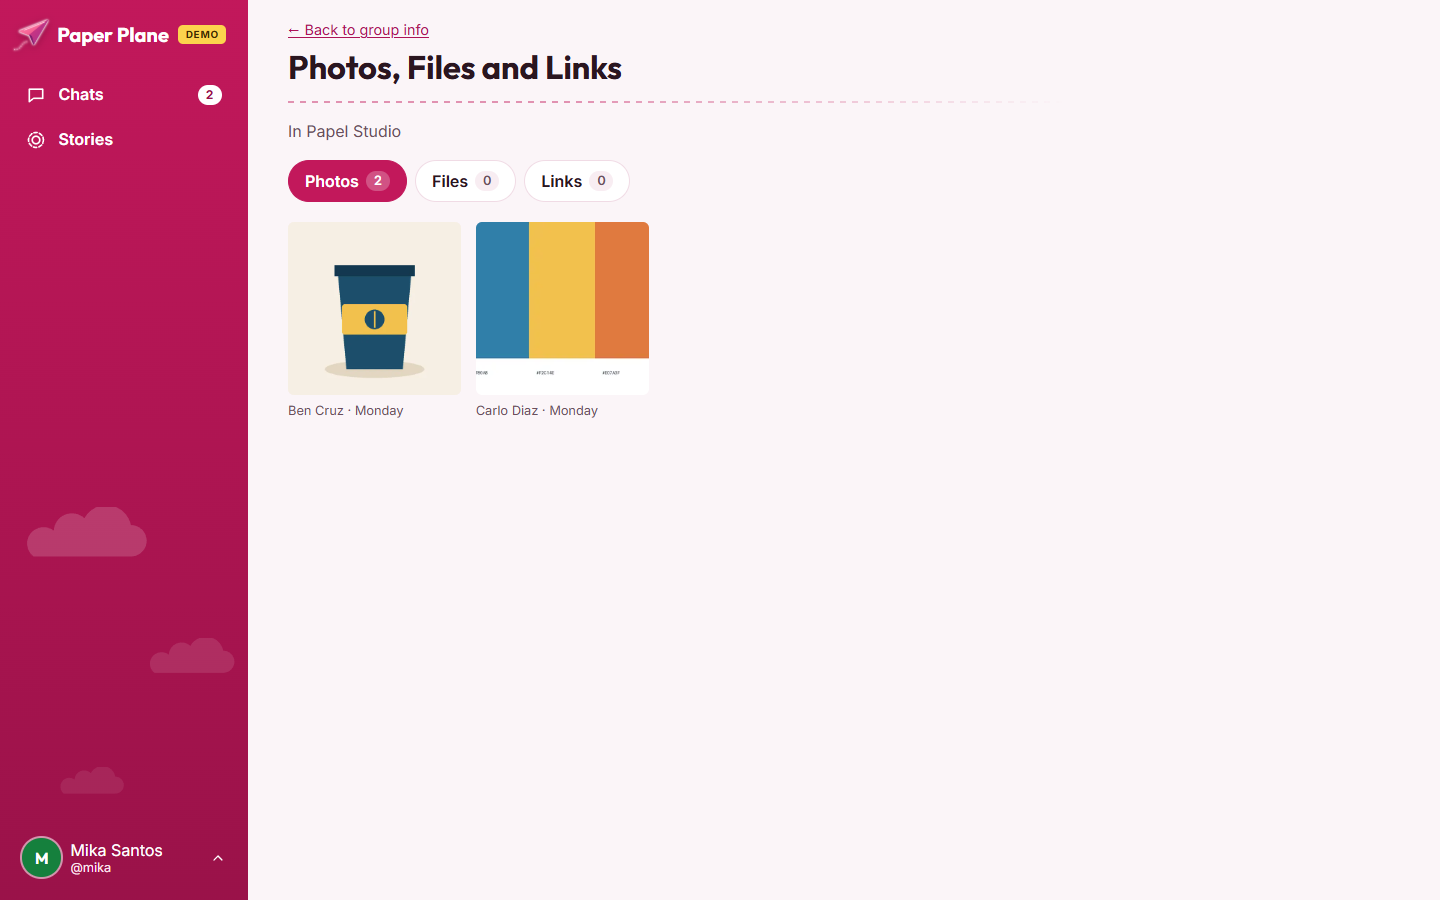 Paper Plane DEMO
Chats 2
Stories
← Back to group info
Photos, Files and Links
In Papel Studio
Photos 2
Files 0
Links 0
Ben Cruz · Monday
Carlo Diaz · Monday
M
Mika Santos
@mika